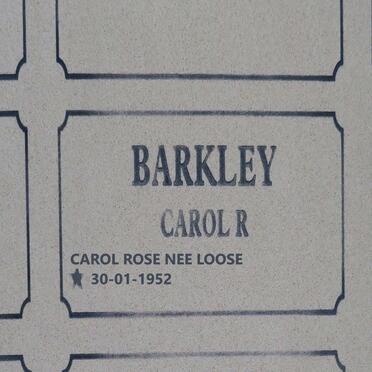 BARKLEY
CAROL R
CAROL ROSE NEE LOOSE
30-01-1952